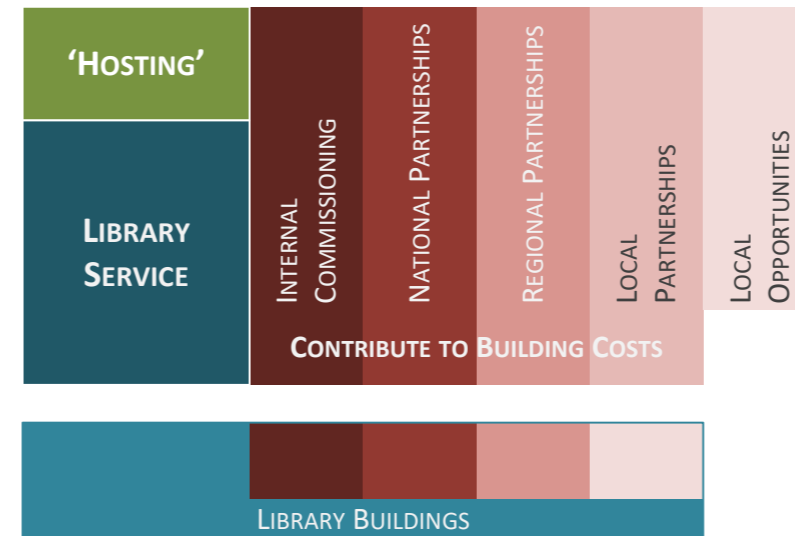 ‘HOSTING’
LIBRARY
SERVICE
INTERNAL
COMMISSIONING
NATIONAL PARTNERSHIPS
REGIONAL PARTNERSHIPS
LOCAL
PARTNERSHIPS
LOCAL
OPPORTUNITIES
CONTRIBUTE TO BUILDING COSTS
LIBRARY BUILDINGS